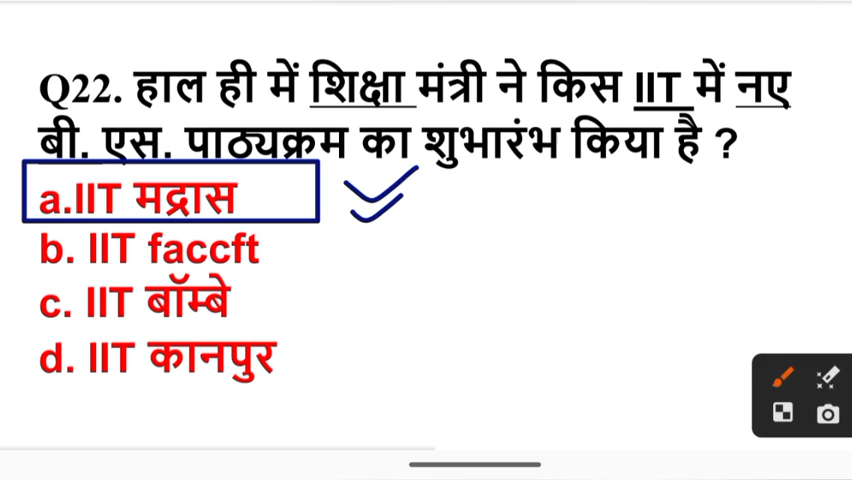 Q22. हाल ही में शिक्षा मंत्री ने किस IIT में नए
बी. एस. पाठ्यक्रम का शुभारंभ किया है ?
a.IIT मद्रास
b. IIT faccft
c. IIT बॉम्बे
d. IIT कानपुर